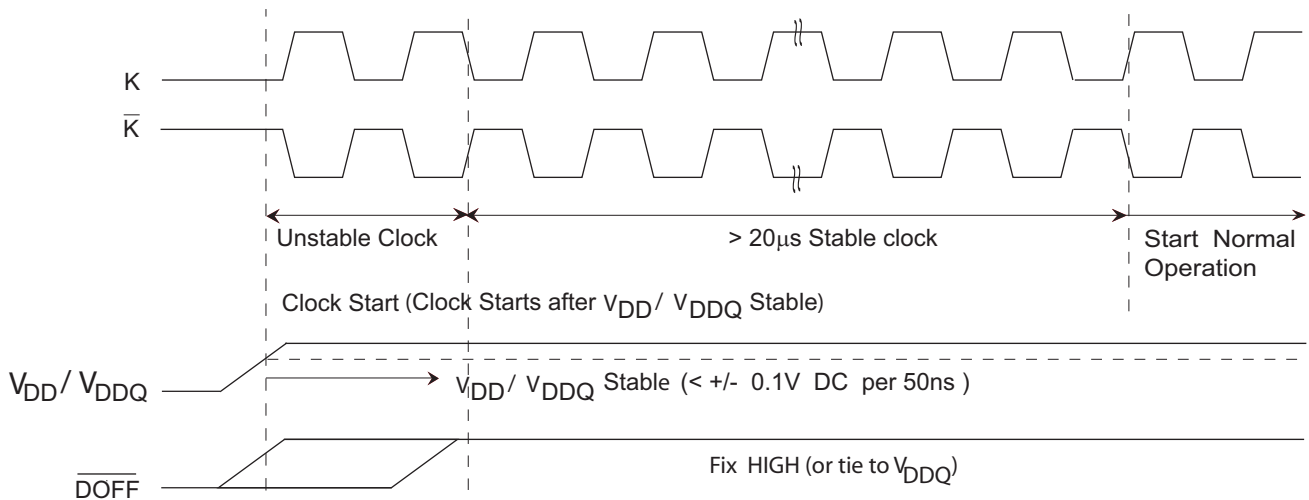 K
K̅
Unstable Clock
> 20μs Stable clock
Start Normal
Operation
Clock Start (Clock Starts after VDD / VDDQ Stable)
VDD / VDDQ
VDD / VDDQ Stable (< +/- 0.1V DC per 50ns )
Fix HIGH (or tie to VDDQ)
D̅O̅F̅F̅